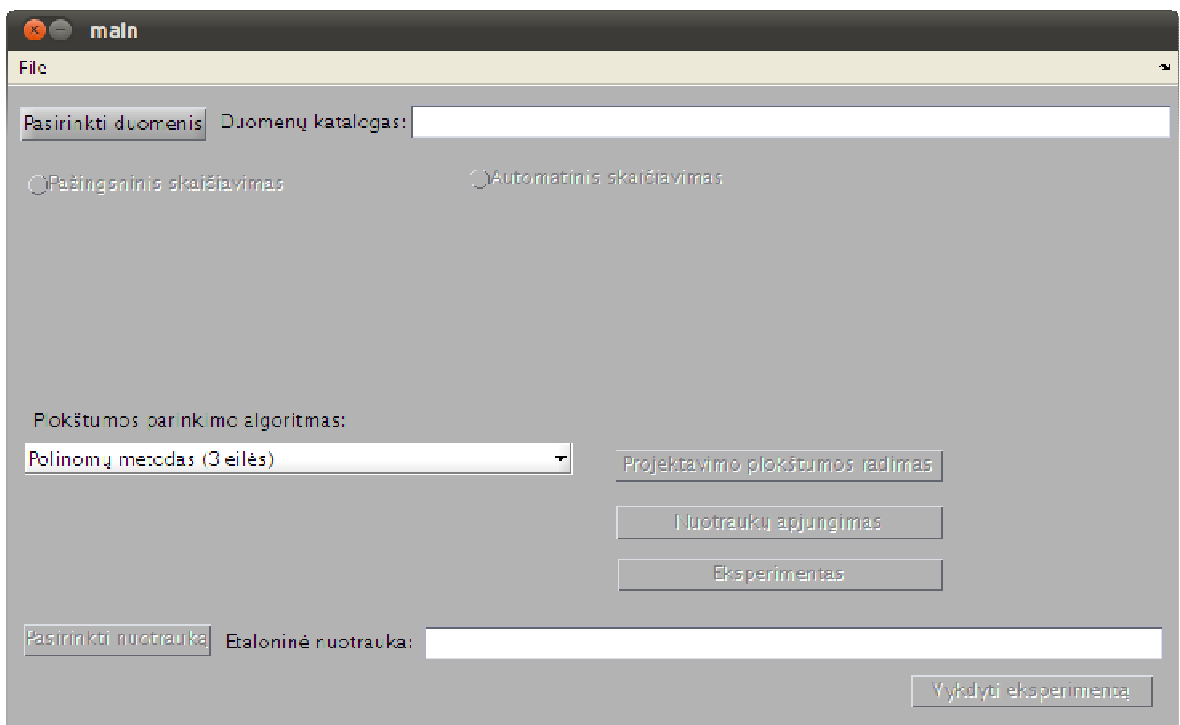 main
File
Pasirinkti duomenis Duomenų katalogas:
Pažingsninis skaičiavimas Automatinis skaičiavimas
Plokštumos parinkimo algoritmas:
Polinomų metodas (3 eilės)
Projektavimo plokštumos radimas
Nuotraukų apjungimas
Eksperimentas
Pasirinkti nuotrauką Etaloninė nuotrauka:
Vykdyti eksperimentą